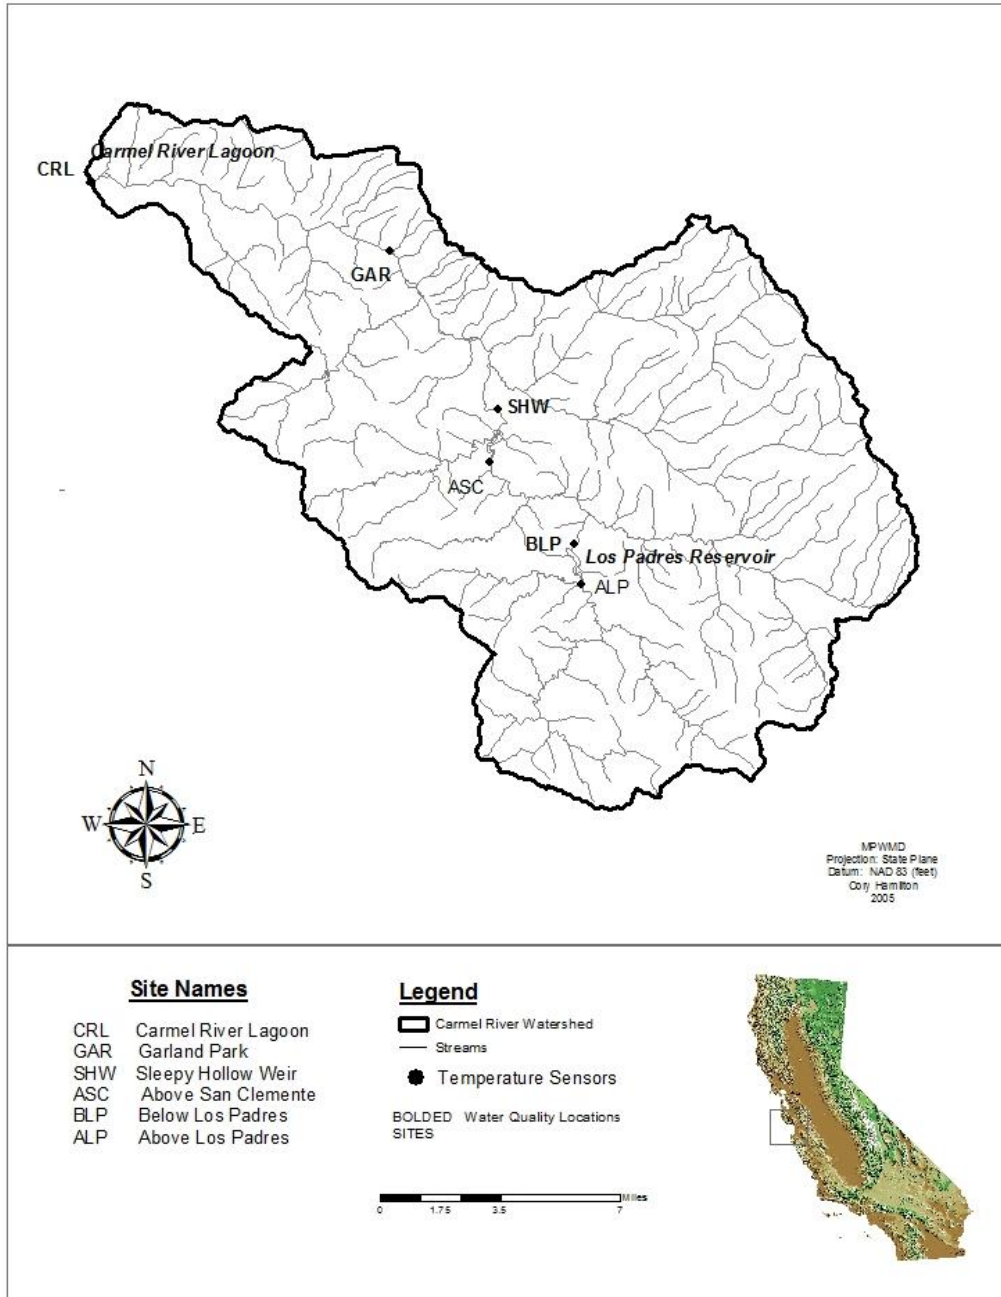 Carmel River Lagoon
CRL
GAR
SHW
ASC
BLP
Los Padres Reservoir
ALP
N
W E
S
MPWMD
Projection: State Plane
Datum: NAD 83 (feet)
Cory Hamilton
2005
Site Names
CRL Carmel River Lagoon
GAR Garland Park
SHW Sleepy Hollow Weir
ASC Above San Clemente
BLP Below Los Padres
ALP Above Los Padres
Legend
Carmel River Watershed
Streams
Temperature Sensors
BOLDED Water Quality Locations
SITES
Miles
0 1.75 3.5 7